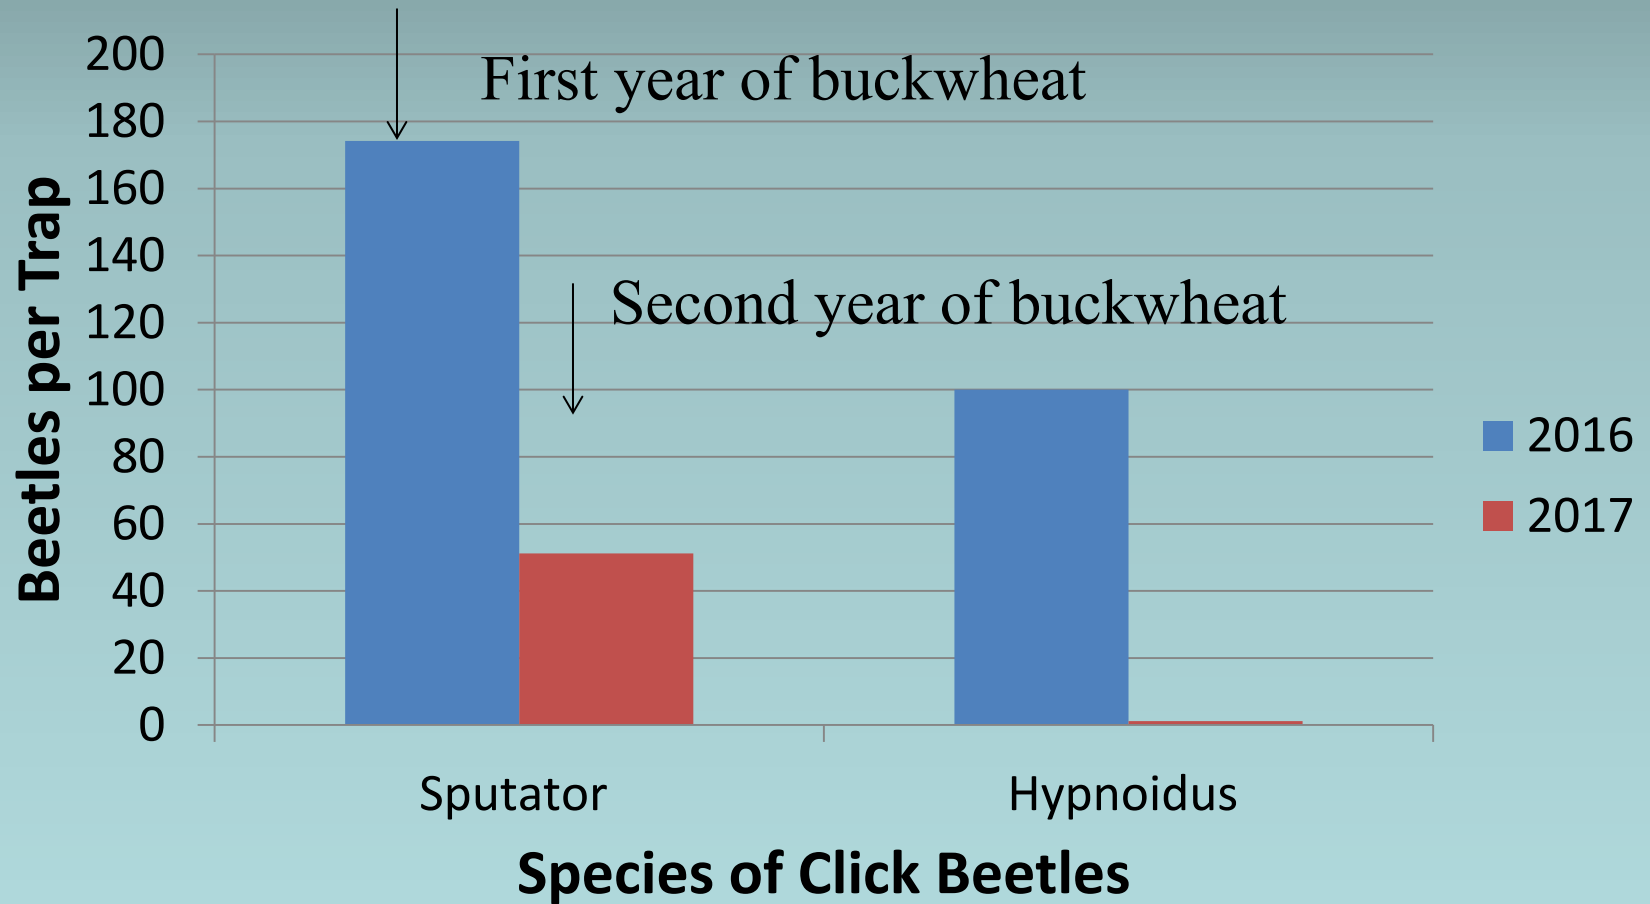 First year of buckwheat
Second year of buckwheat
Beetles per Trap
200
180
160
140
120
100
80
60
40
20
0
2016
2017
Sputator
Hypnoidus
Species of Click Beetles